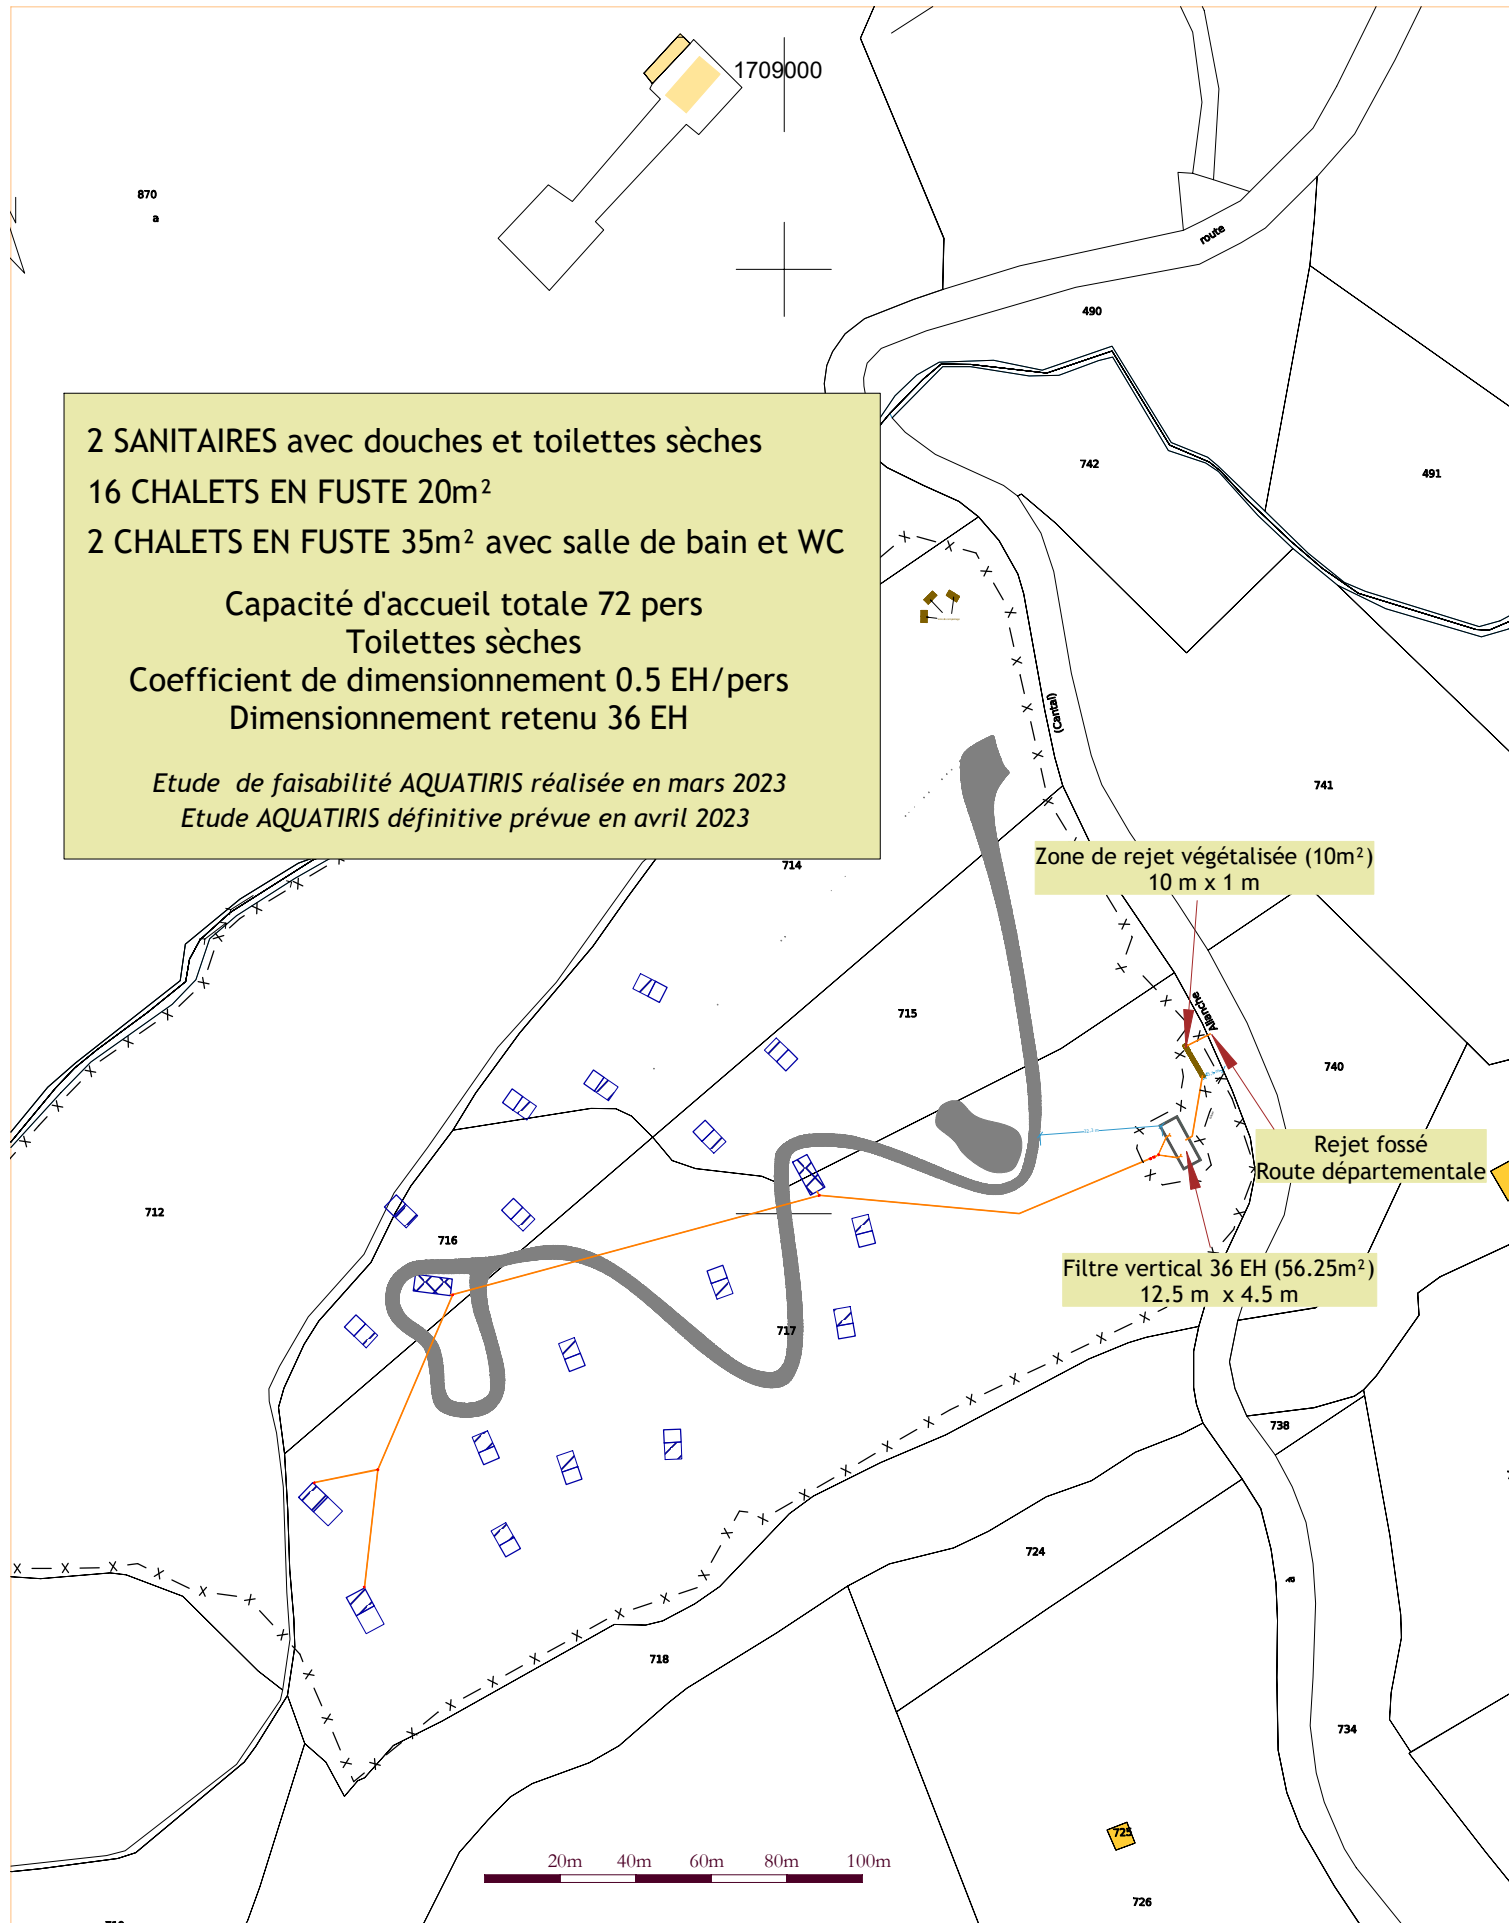 1709000
870
a
route
490
2 SANITAIRES avec douches et toilettes sèches
16 CHALETS EN FUSTE 20m²
2 CHALETS EN FUSTE 35m² avec salle de bain et WC
Capacité d'accueil totale 72 pers
Toilettes sèches
Coefficient de dimensionnement 0.5 EH/pers
Dimensionnement retenu 36 EH
Etude de faisabilité AQUATIRIS réalisée en mars 2023
Etude AQUATIRIS définitive prévue en avril 2023
742
491
(Cantal)
741
714
Zone de rejet végétalisée (10m²)
10 m x 1 m
715
Allanche
740
Rejet fossé
Route départementale
712
716
Filtre vertical 36 EH (56.25m²)
12.5 m x 4.5 m
717
738
724
718
734
725
20m 40m 60m 80m 100m
726